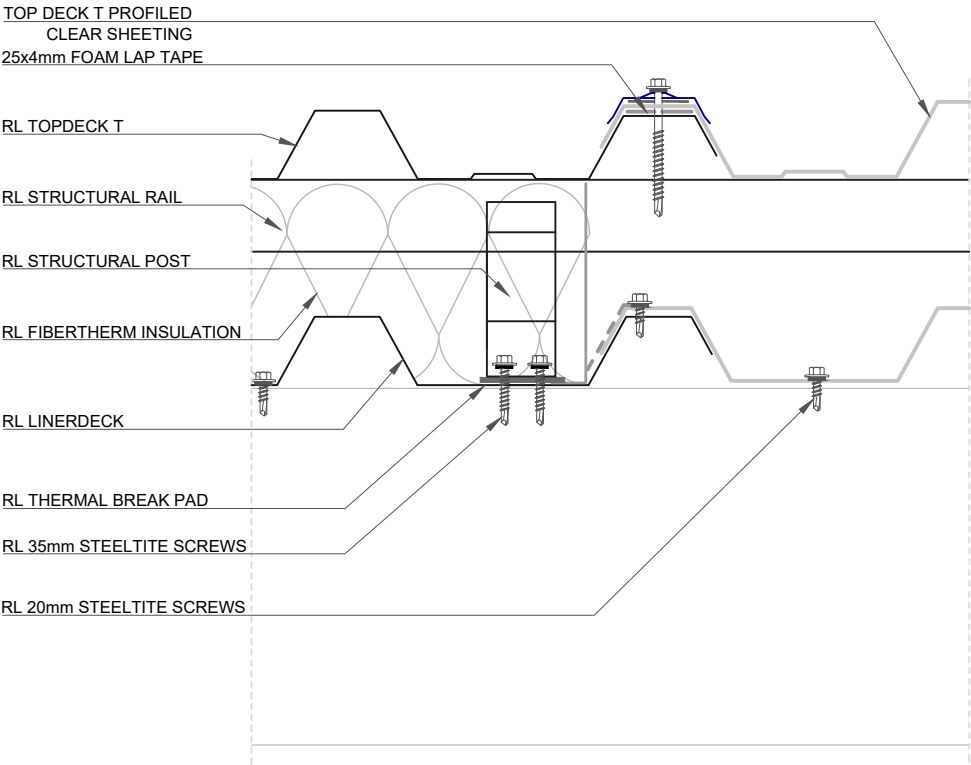 TOP DECK T PROFILED
CLEAR SHEETING
25x4mm FOAM LAP TAPE
RL TOPDECK T
RL STRUCTURAL RAIL
RL STRUCTURAL POST
RL FIBERTHERM INSULATION
RL LINERDECK
RL THERMAL BREAK PAD
RL 35mm STEELTITE SCREWS
RL 20mm STEELTITE SCREWS